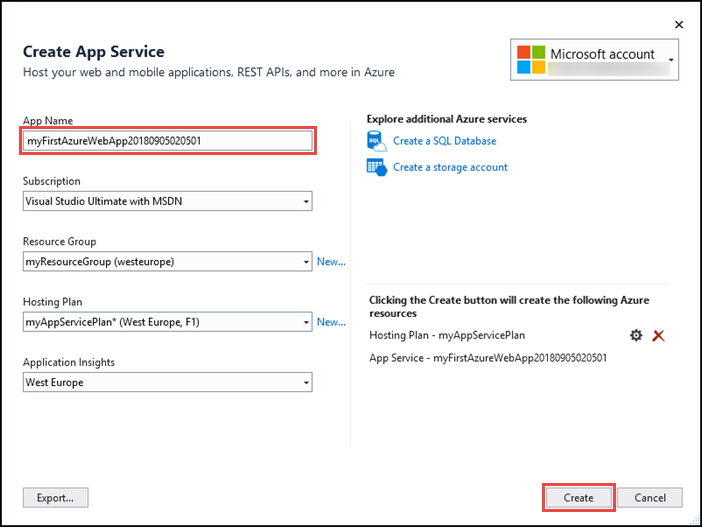 Create App Service
Host your web and mobile applications, REST APIs, and more in Azure
Microsoft account
App Name
myFirstAzureWebApp20180905020501
Subscription
Visual Studio Ultimate with MSDN
Resource Group
myResourceGroup (westeurope)
New...
Hosting Plan
myAppServicePlan* (West Europe, F1)
New...
Application Insights
West Europe
Explore additional Azure services
Create a SQL Database
Create a storage account
Clicking the Create button will create the following Azure
resources
Hosting Plan - myAppServicePlan
App Service - myFirstAzureWebApp20180905020501
Export...
Create
Cancel